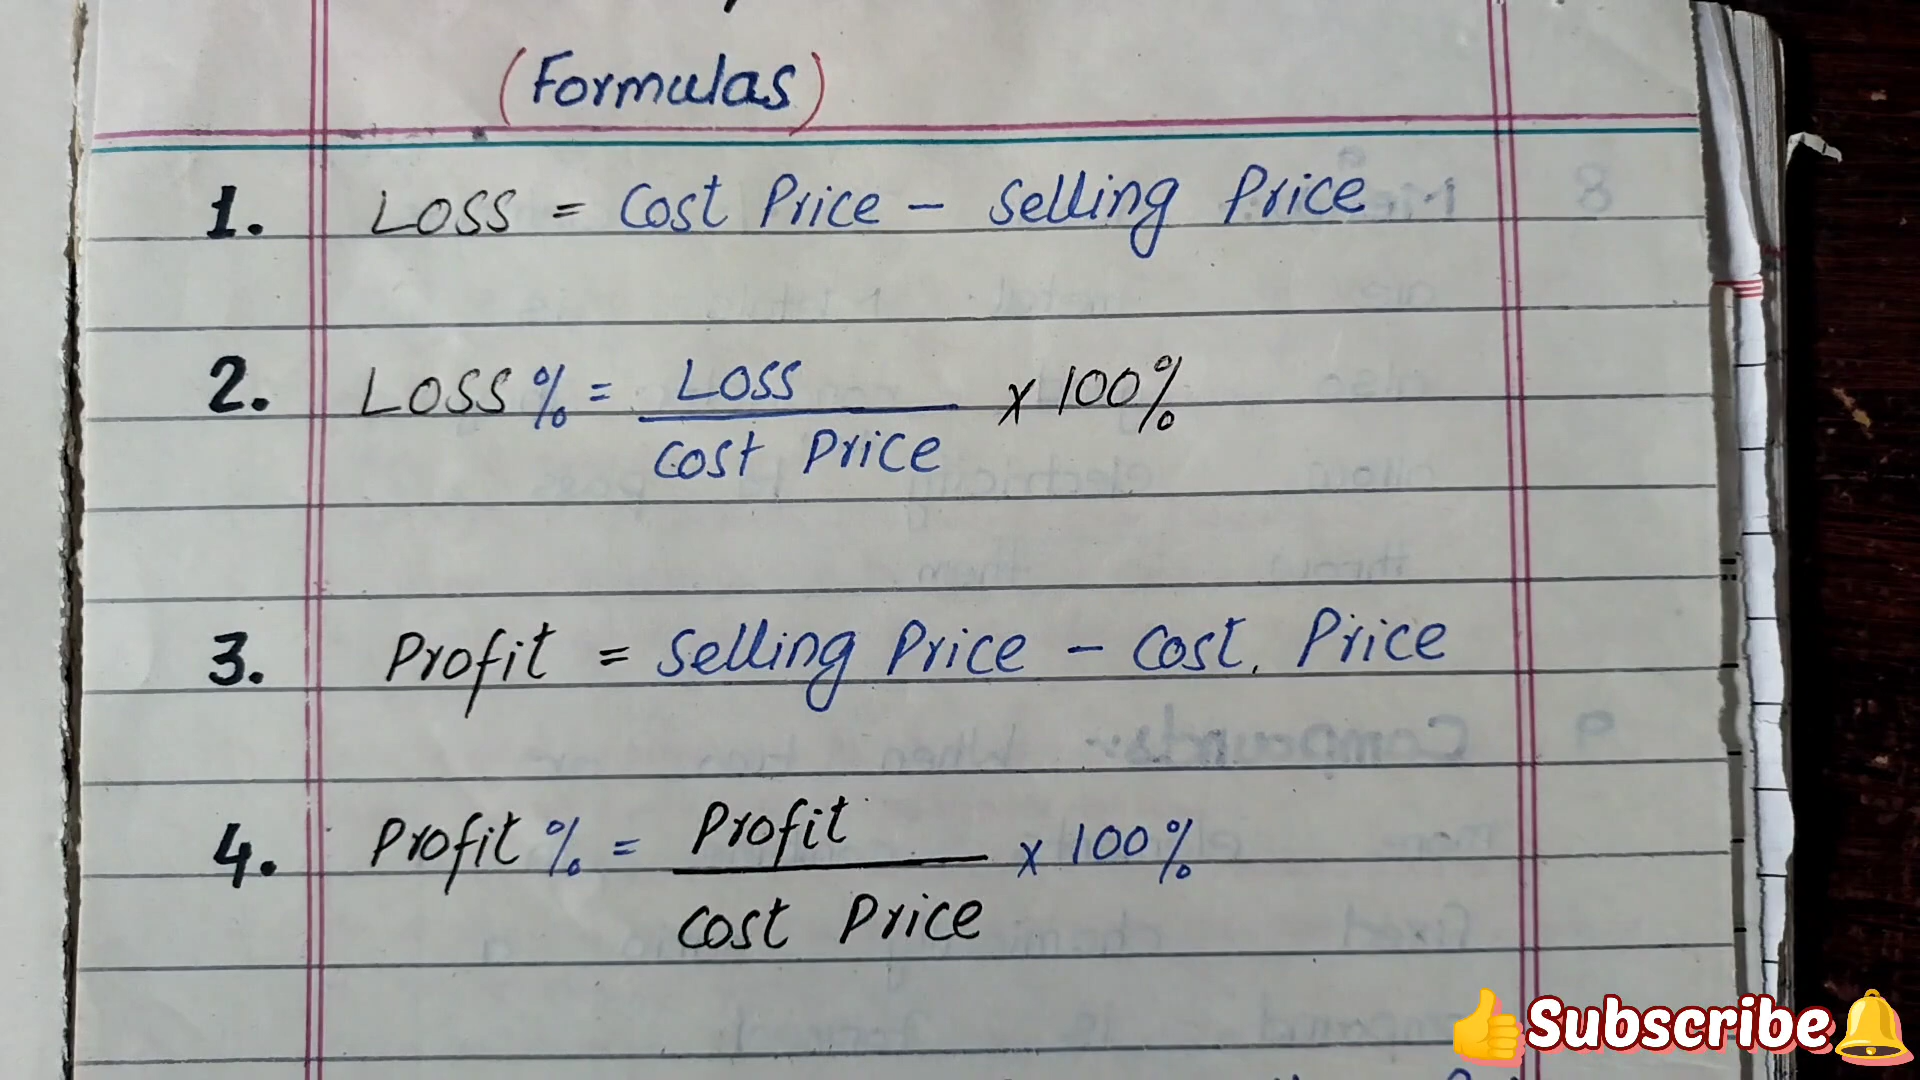 (Formulas)
1. Loss = Cost Price - Selling Price
2. Loss % = Loss / Cost Price x 100%
3. Profit = Selling Price - Cost. Price
4. Profit % = Profit / Cost Price x 100%
👍Subscribe🔔